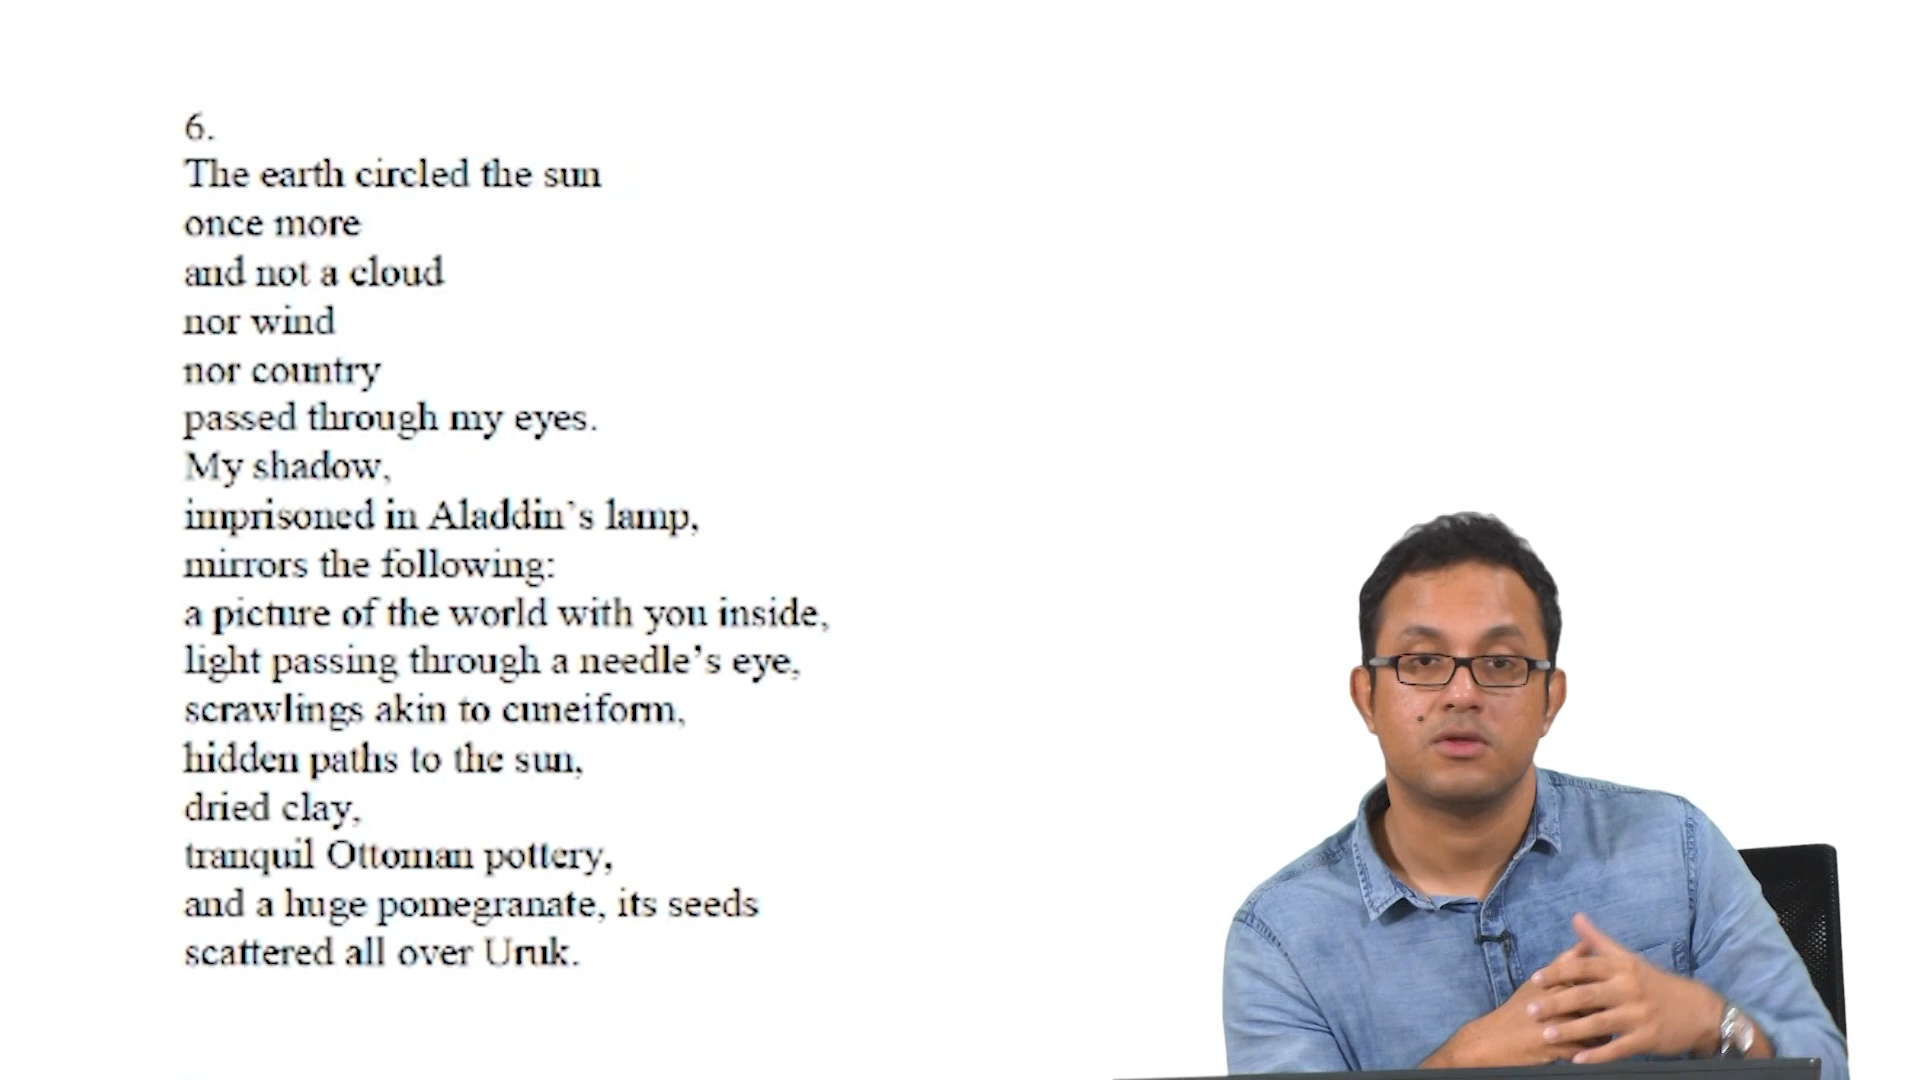 6.
The earth circled the sun
once more
and not a cloud
nor wind
nor country
passed through my eyes.
My shadow,
imprisoned in Aladdin's lamp,
mirrors the following:
a picture of the world with you inside,
light passing through a needle's eye,
scrawlings akin to cuneiform,
hidden paths to the sun,
dried clay,
tranquil Ottoman pottery,
and a huge pomegranate, its seeds
scattered all over Uruk.